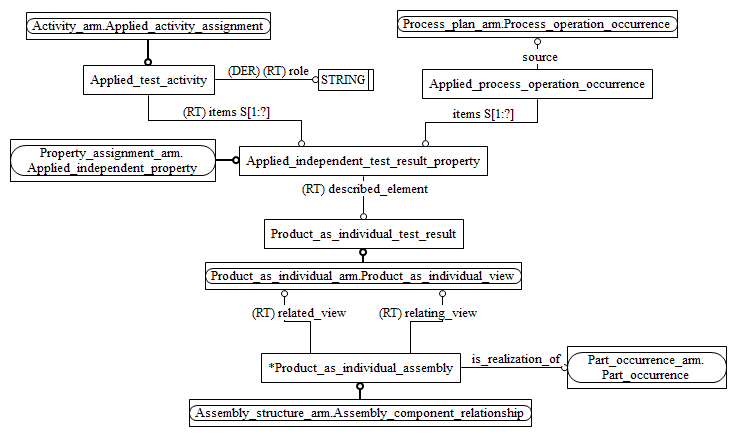 Activity_arm.Applied_activity_assignment
Process_plan_arm.Process_operation_occurrence
source
Applied_test_activity
(DER) (RT) role
STRING
Applied_process_operation_occurrence
(RT) items S[1:?]
items S[1:?]
Property_assignment_arm.
Applied_independent_property
Applied_independent_test_result_property
(RT) described_element
Product_as_individual_test_result
Product_as_individual_arm.Product_as_individual_view
(RT) related_view
(RT) relating_view
*Product_as_individual_assembly
is_realization_of
Part_occurrence_arm.
Part_occurrence
Assembly_structure_arm.Assembly_component_relationship